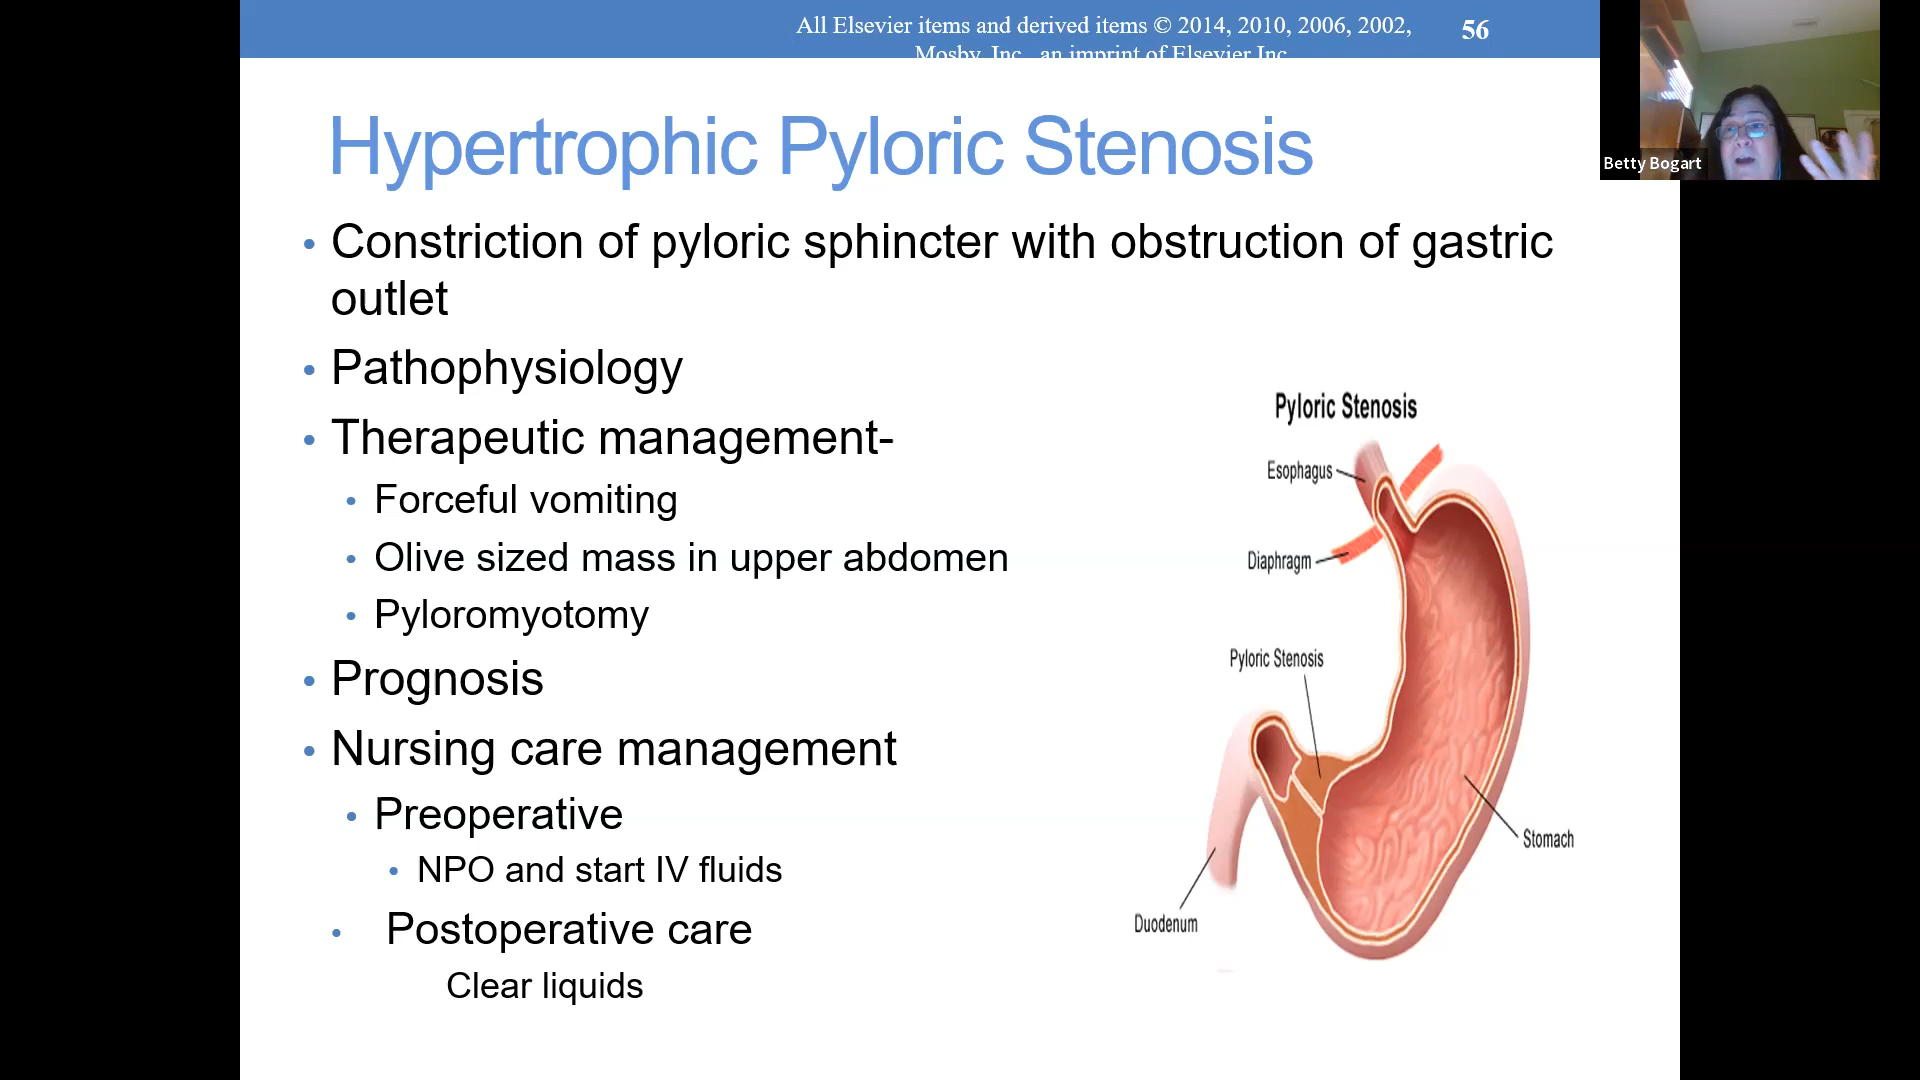 All Elsevier items and derived items © 2014, 2010, 2006, 2002,
Mosby, Inc., an imprint of Elsevier Inc.
56
Betty Bogart
Hypertrophic Pyloric Stenosis
• Constriction of pyloric sphincter with obstruction of gastric
outlet
• Pathophysiology
• Therapeutic management-
• Forceful vomiting
• Olive sized mass in upper abdomen
• Pyloromyotomy
• Prognosis
• Nursing care management
• Preoperative
• NPO and start IV fluids
• Postoperative care
Clear liquids
Pyloric Stenosis
Esophagus
Diaphragm
Pyloric Stenosis
Stomach
Duodenum